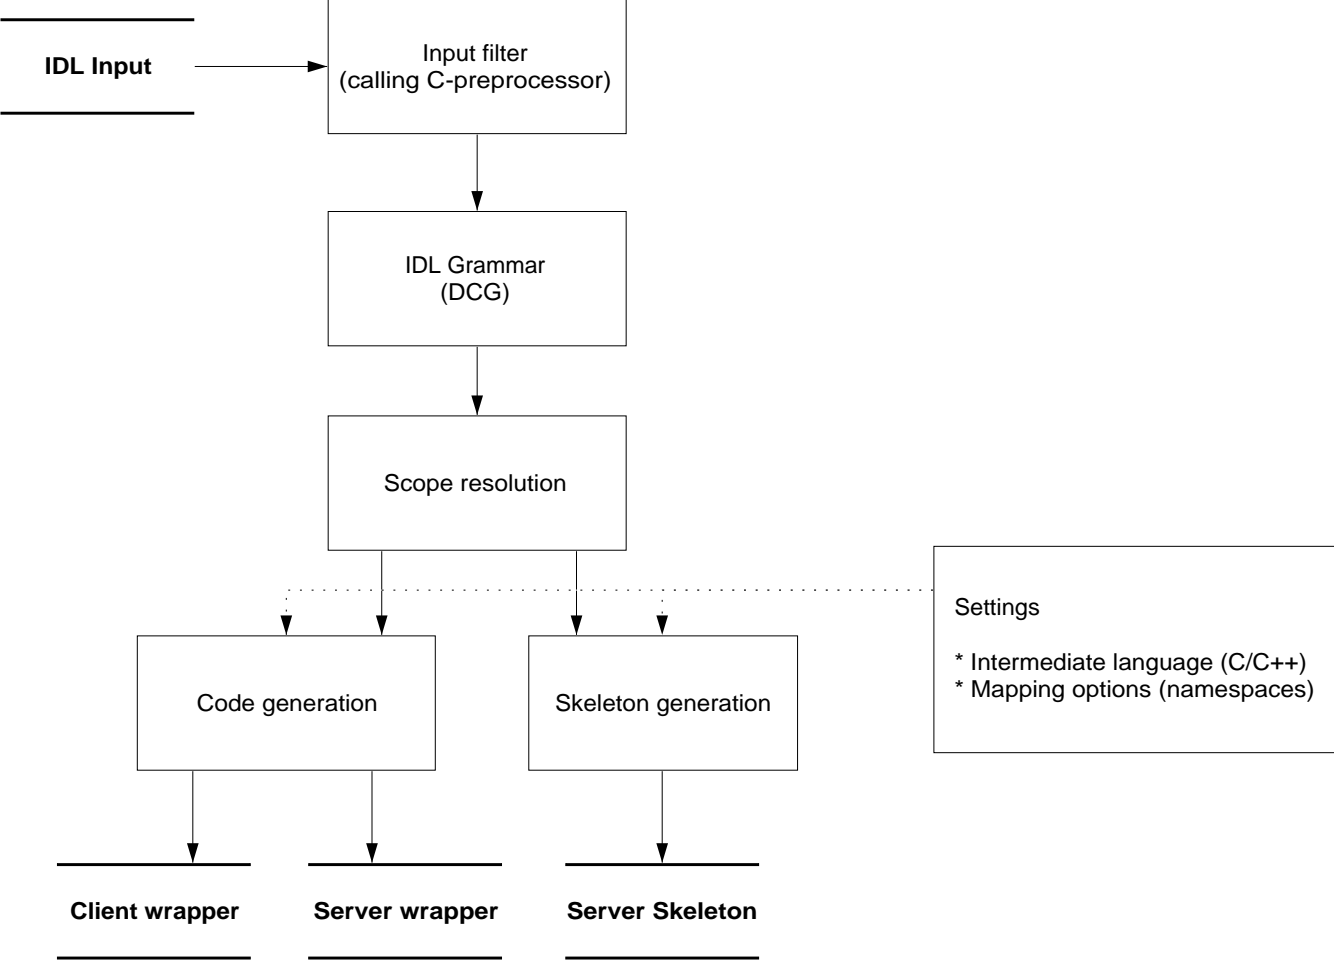 IDL Input
Input filter
(calling C-preprocessor)
IDL Grammar
(DCG)
Scope resolution
Settings
* Intermediate language (C/C++)
* Mapping options (namespaces)
Code generation
Skeleton generation
Client wrapper
Server wrapper
Server Skeleton